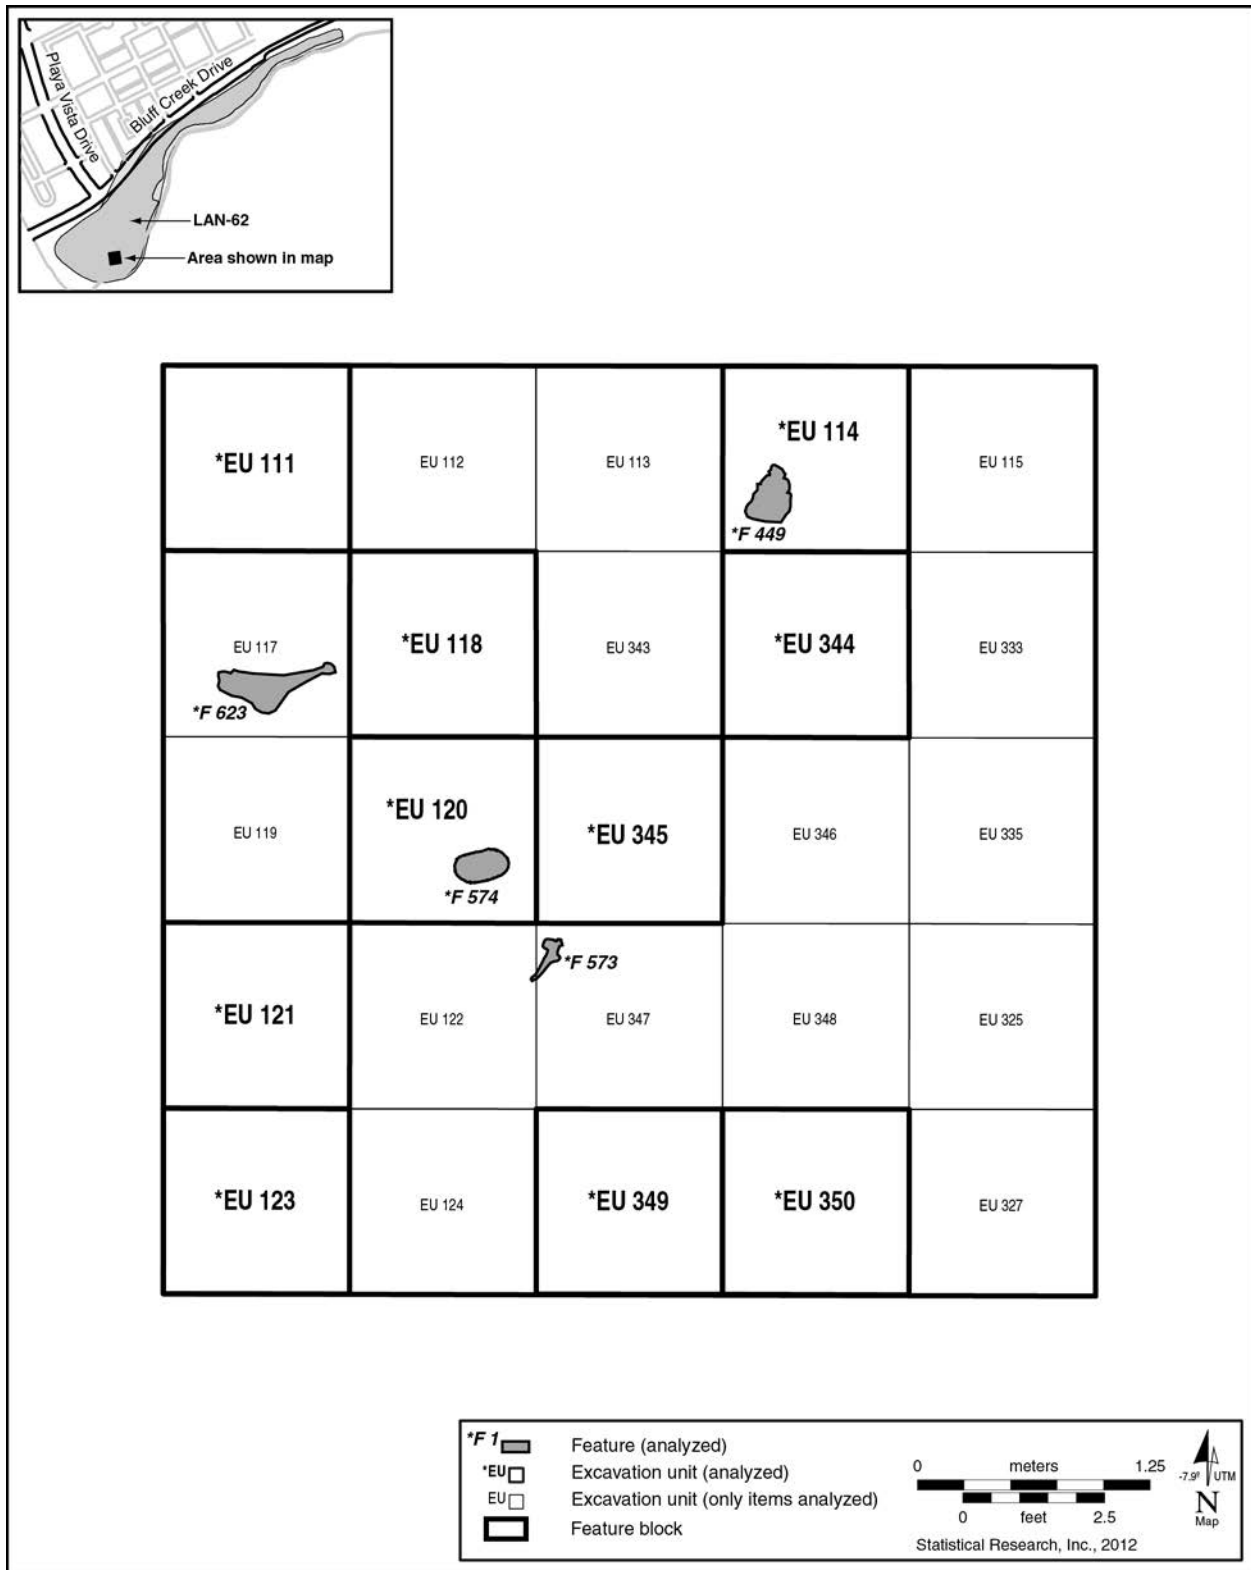 Playa Vista Drive
Bluff Creek Drive
LAN-62
Area shown in map
*EU 111
EU 112
EU 113
*EU 114
EU 115
*F 449
EU 117
*EU 118
EU 343
*EU 344
EU 333
*F 623
EU 119
*EU 120
*EU 345
EU 346
EU 335
*F 574
*F 573
*EU 121
EU 122
EU 347
EU 348
EU 325
*EU 123
EU 124
*EU 349
*EU 350
EU 327
*F 1 Feature (analyzed)
*EU Excavation unit (analyzed)
EU Excavation unit (only items analyzed)
Feature block
0 meters 1.25
0 feet 2.5
Statistical Research, Inc., 2012
-7.9º UTM
N
Map